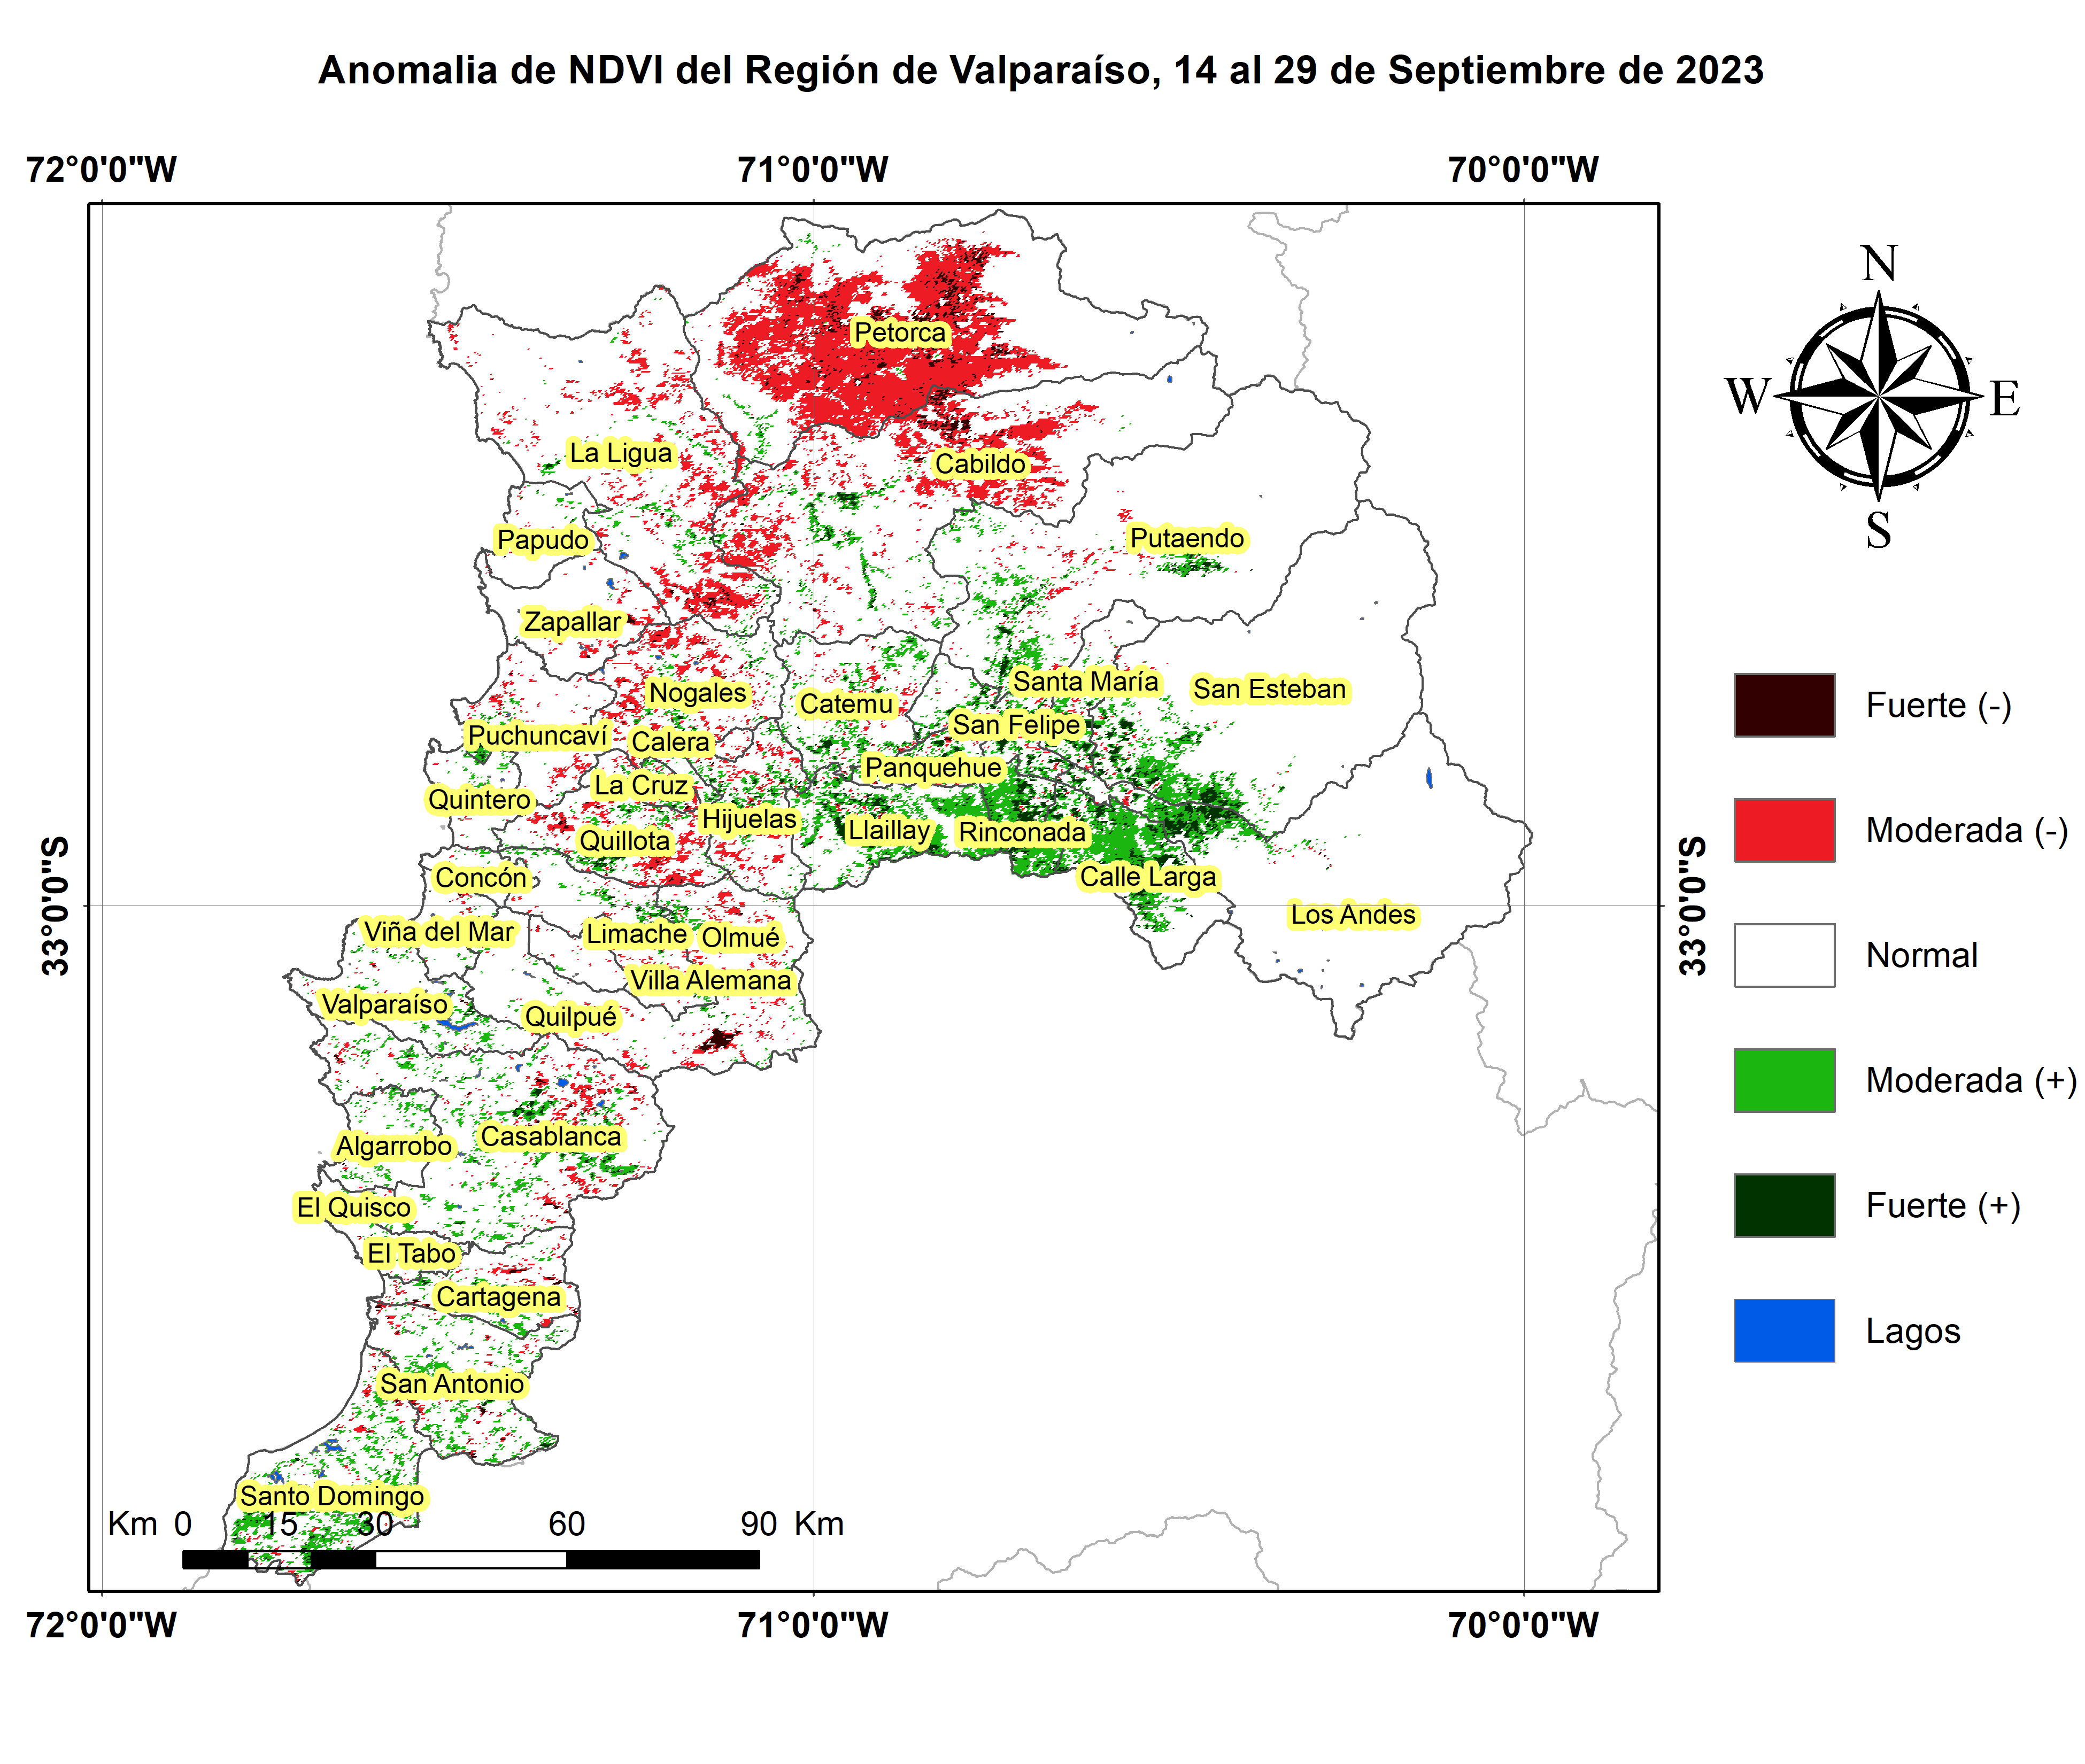 Anomalia de NDVI del Región de Valparaíso, 14 al 29 de Septiembre de 2023
72°0'0"W 71°0'0"W 70°0'0"W
N
W E
S
Petorca
La Ligua
Cabildo
Papudo
Putaendo
Zapallar
Nogales
Catemu
Santa María
San Esteban
San Felipe
Puchuncaví
Calera
Panquehue
La Cruz
Quintero
Hijuelas
Quillota
Llaillay
Rinconada
Concón
Calle Larga
Los Andes
Viña del Mar
Limache
Olmué
Villa Alemana
Valparaíso
Quilpué
Casablanca
Algarrobo
El Quisco
El Tabo
Cartagena
San Antonio
Santo Domingo
33°0'0"S
33°0'0"S
Km 0 15 30 60 90 Km
72°0'0"W 71°0'0"W 70°0'0"W
Fuerte (-)
Moderada (-)
Normal
Moderada (+)
Fuerte (+)
Lagos